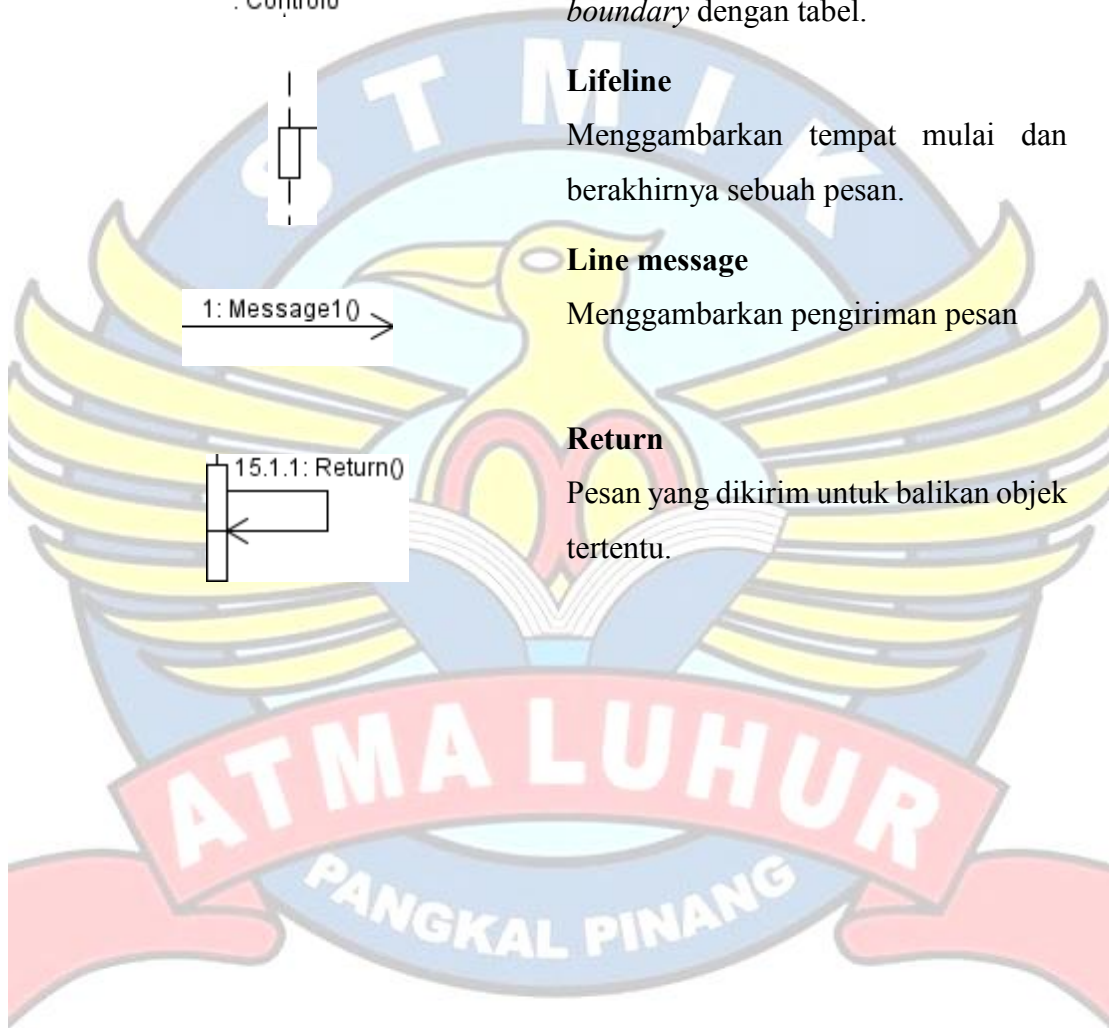 : Control6
boundary dengan tabel.
Lifeline
Menggambarkan tempat mulai dan
berakhirnya sebuah pesan.
Line message
1: Message1()
Menggambarkan pengiriman pesan
Return
15.1.1: Return()
Pesan yang dikirim untuk balikan objek
tertentu.
STMIK
ATMA LUHUR
PANGKAL PINANG